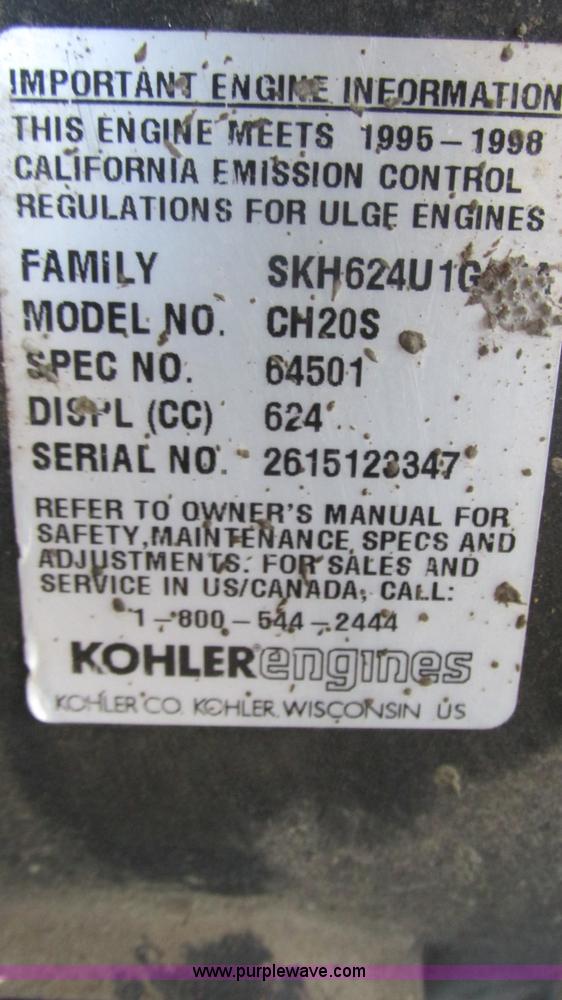 IMPORTANT ENGINE INFORMATION
THIS ENGINE MEETS 1995-1998
CALIFORNIA EMISSION CONTROL
REGULATIONS FOR ULGE ENGINES
FAMILY
MODEL NO. CH20S
SPEC NO. 64501
DISPL (CC) 624
SERIAL NO. 2615123347
REFER TO OWNER'S MANUAL FOR
SAFETY, MAINTENANCE, SPECS AND
ADJUSTMENTS. FOR SALES AND
SERVICE IN US/CANADA, CALL:
1-800-544-2444
KOHLER engines
KOHLER CO. KOHLER, WISCONSIN US
www.purplewave.com